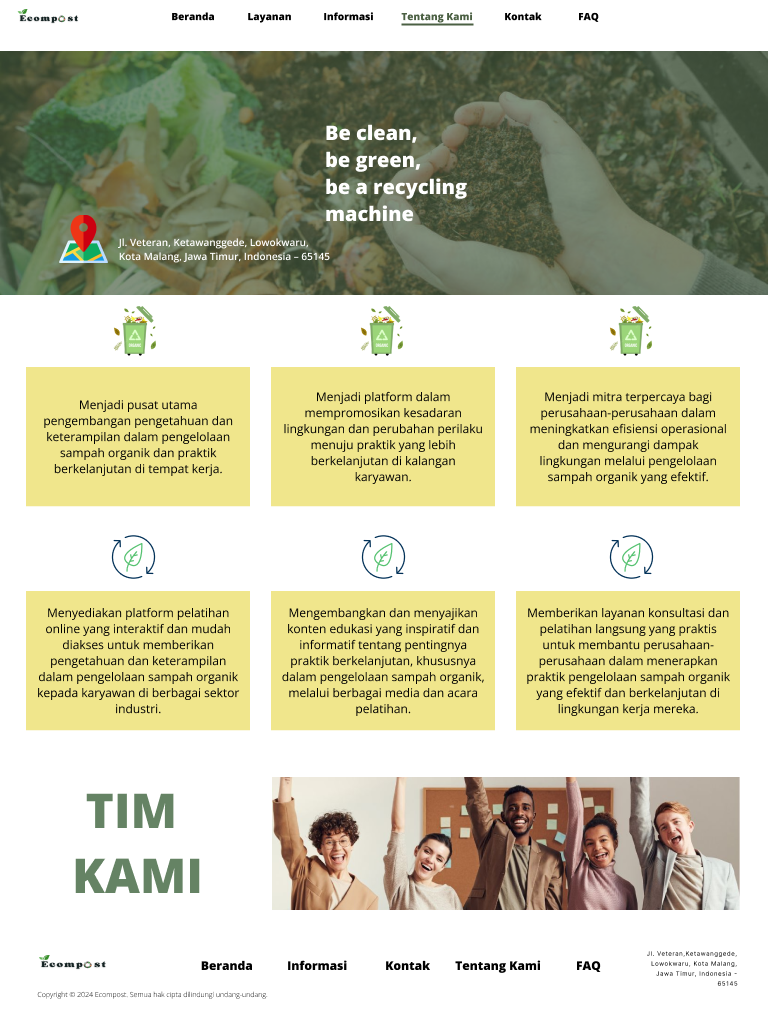 Ecompost
Beranda
Layanan
Informasi
Tentang Kami
Kontak
FAQ
Be clean,
be green,
be a recycling
machine
Jl. Veteran, Ketawanggede, Lowokwaru,
Kota Malang, Jawa Timur, Indonesia – 65145
Menjadi pusat utama
pengembangan pengetahuan dan
keterampilan dalam pengelolaan
sampah organik dan praktik
berkelanjutan di tempat kerja.
Menjadi platform dalam
mempromosikan kesadaran
lingkungan dan perubahan perilaku
menuju praktik yang lebih
berkelanjutan di kalangan
karyawan.
Menjadi mitra terpercaya bagi
perusahaan-perusahaan dalam
meningkatkan efisiensi operasional
dan mengurangi dampak
lingkungan melalui pengelolaan
sampah organik yang efektif.
Menyediakan platform pelatihan
online yang interaktif dan mudah
diakses untuk memberikan
pengetahuan dan keterampilan
dalam pengelolaan sampah organik
kepada karyawan di berbagai sektor
industri.
Mengembangkan dan menyajikan
konten edukasi yang inspiratif dan
informatif tentang pentingnya
praktik berkelanjutan, khususnya
dalam pengelolaan sampah organik,
melalui berbagai media dan acara
pelatihan.
Memberikan layanan konsultasi dan
pelatihan langsung yang praktis
untuk membantu perusahaan-
perusahaan dalam menerapkan
praktik pengelolaan sampah organik
yang efektif dan berkelanjutan di
lingkungan kerja mereka.
TIM
KAMI
Ecompost
Beranda
Informasi
Kontak
Tentang Kami
FAQ
Jl. Veteran,Ketawanggede,
Lowokwaru, Kota Malang,
Jawa Timur, Indonesia –
65145
Copyright © 2024 Ecompost. Semua hak cipta dilindungi undang-undang.